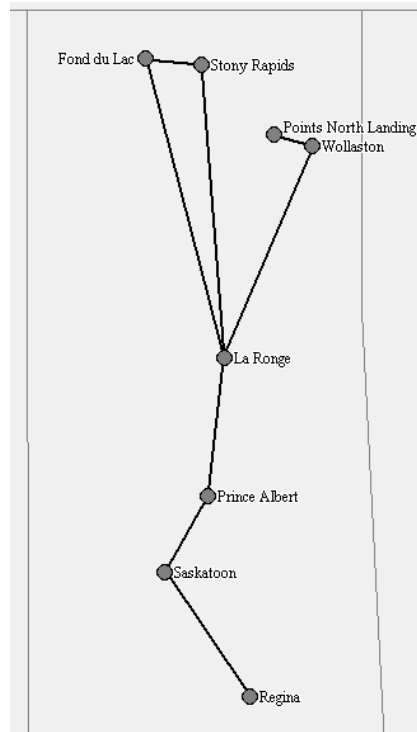 Fond du Lac
Stony Rapids
Points North Landing
Wollaston
La Ronge
Prince Albert
Saskatoon
Regina